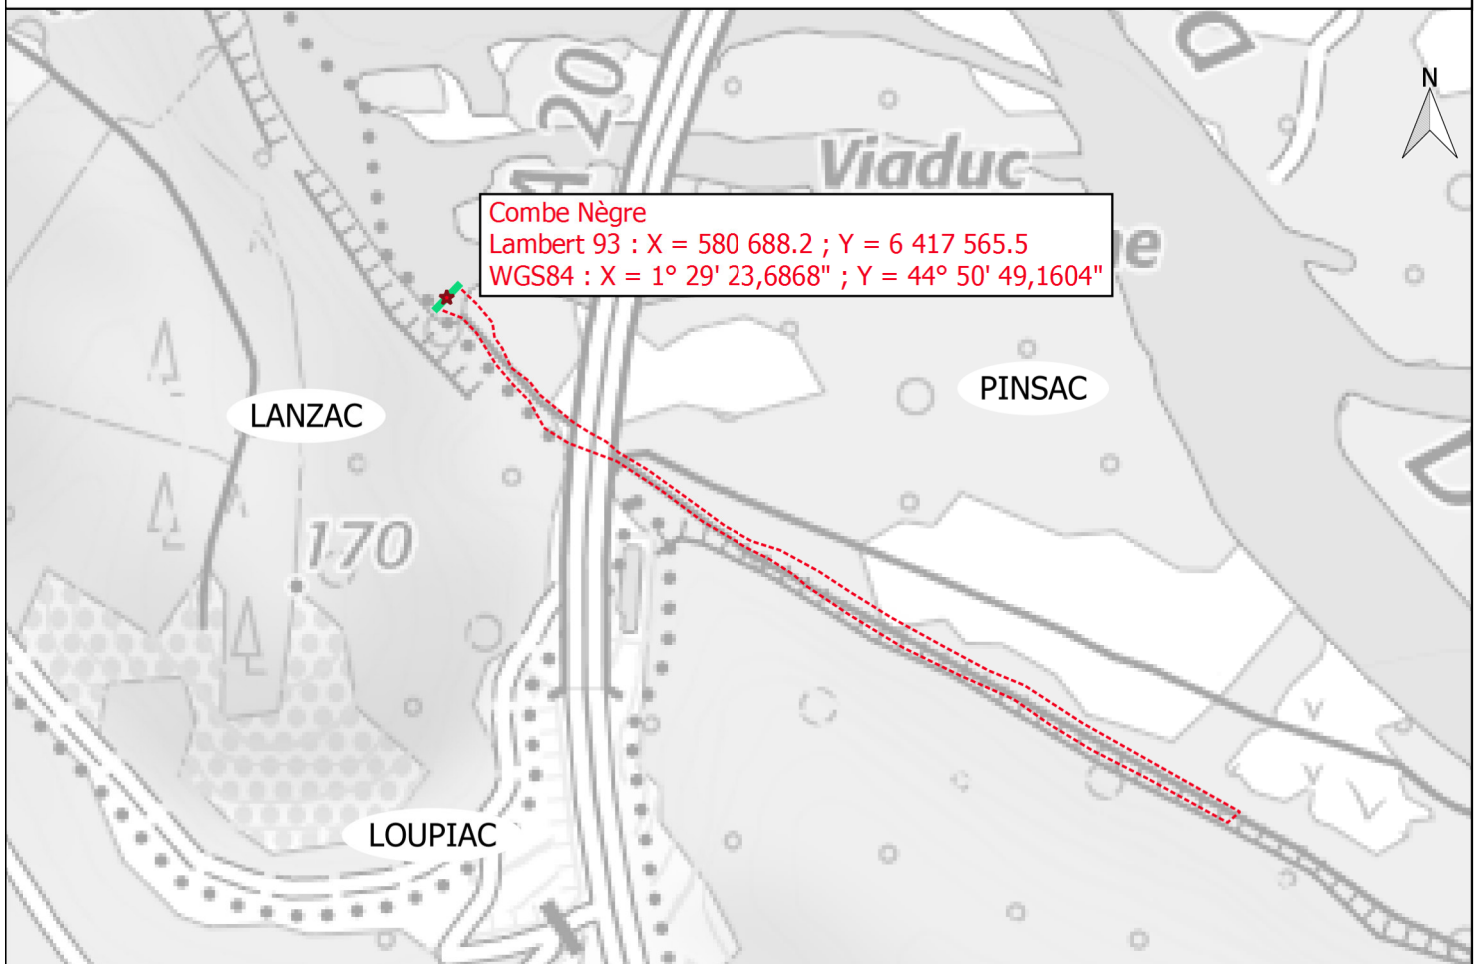 D
N
A 20
Viaduc
Combe Nègre
Lambert 93 : X = 580 688.2 ; Y = 6 417 565.5
WGS84 : X = 1° 29' 23,6868" ; Y = 44° 50' 49,1604"
PINSAC
LANZAC
170
LOUPIAC